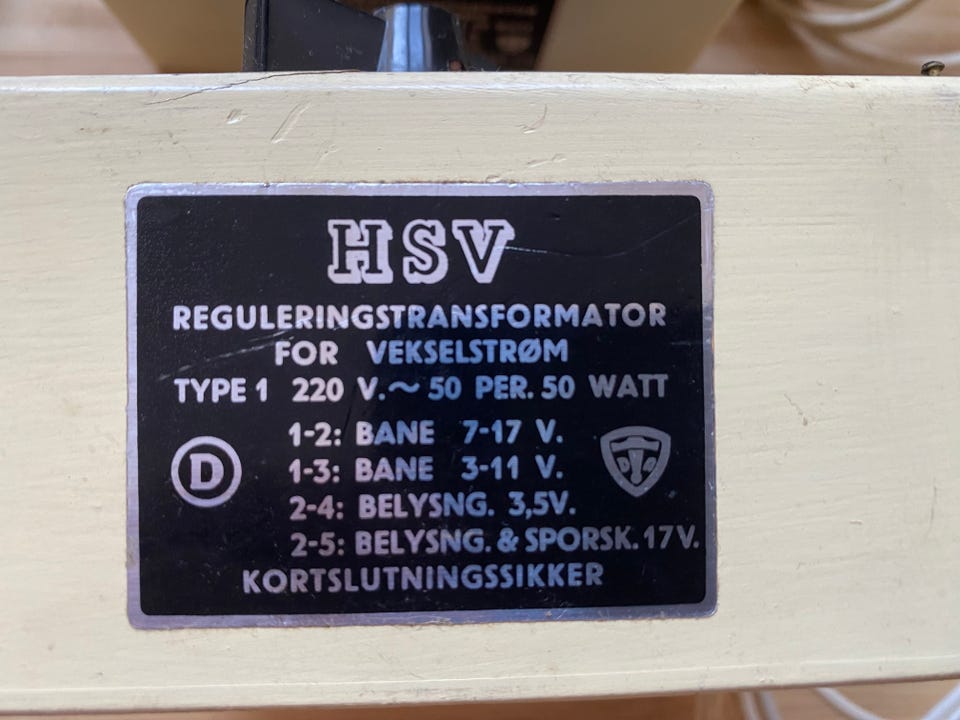 HSV
REGULERINGSTRANSFORMATOR
FOR VEKSELSTRØM
TYPE 1 220 V.~ 50 PER. 50 WATT
1-2: BANE 7-17 V.
1-3: BANE 3-11 V.
2-4: BELYSNG. 3,5V.
2-5: BELYSNG. & SPORSK. 17V.
D
KORTSLUTNINGSSIKKER